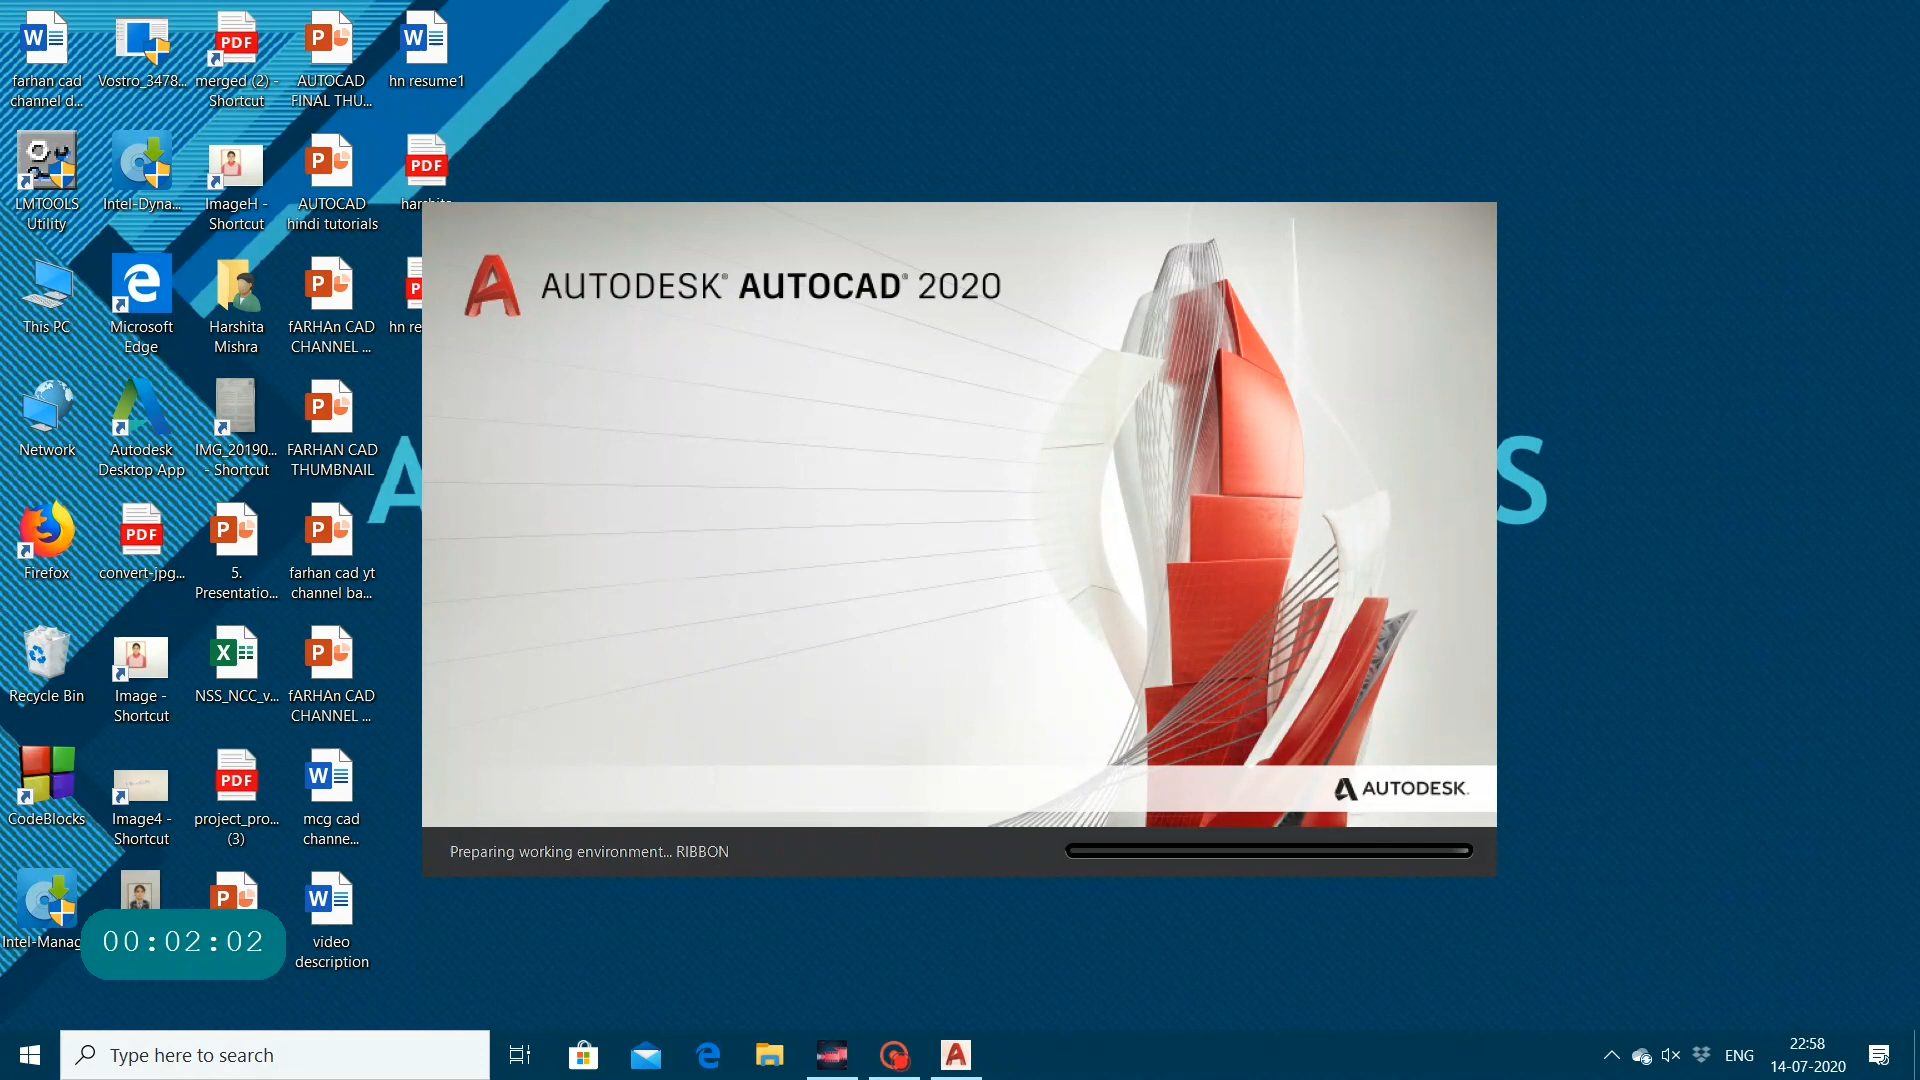 farhan cad
channel d...
Vostro_3478...
merged (2) -
Shortcut
AUTOCAD
FINAL THU...
hn resume1
LMTOOLS
Utility
Intel-Dyna...
ImageH -
Shortcut
AUTOCAD
hindi tutorials
This PC
Microsoft
Edge
Harshita
Mishra
fARHAn CAD
CHANNEL ...
hn re
Network
Autodesk
Desktop App
IMG_20190...
- Shortcut
FARHAN CAD
THUMBNAIL
Firefox
convert-jpg...
5.
Presentatio...
farhan cad yt
channel ba...
Recycle Bin
Image -
Shortcut
NSS_NCC_v...
fARHAn CAD
CHANNEL ...
CodeBlocks
Image4 -
Shortcut
project_pro...
(3)
mcg cad
channe...
Intel-Manag
video
description
PDF
PDF
PDF
PDF
A
S
AUTODESK® AUTOCAD® 2020
AUTODESK.
Preparing working environment... RIBBON
00:02:02
Type here to search
ENG
22:58
14-07-2020